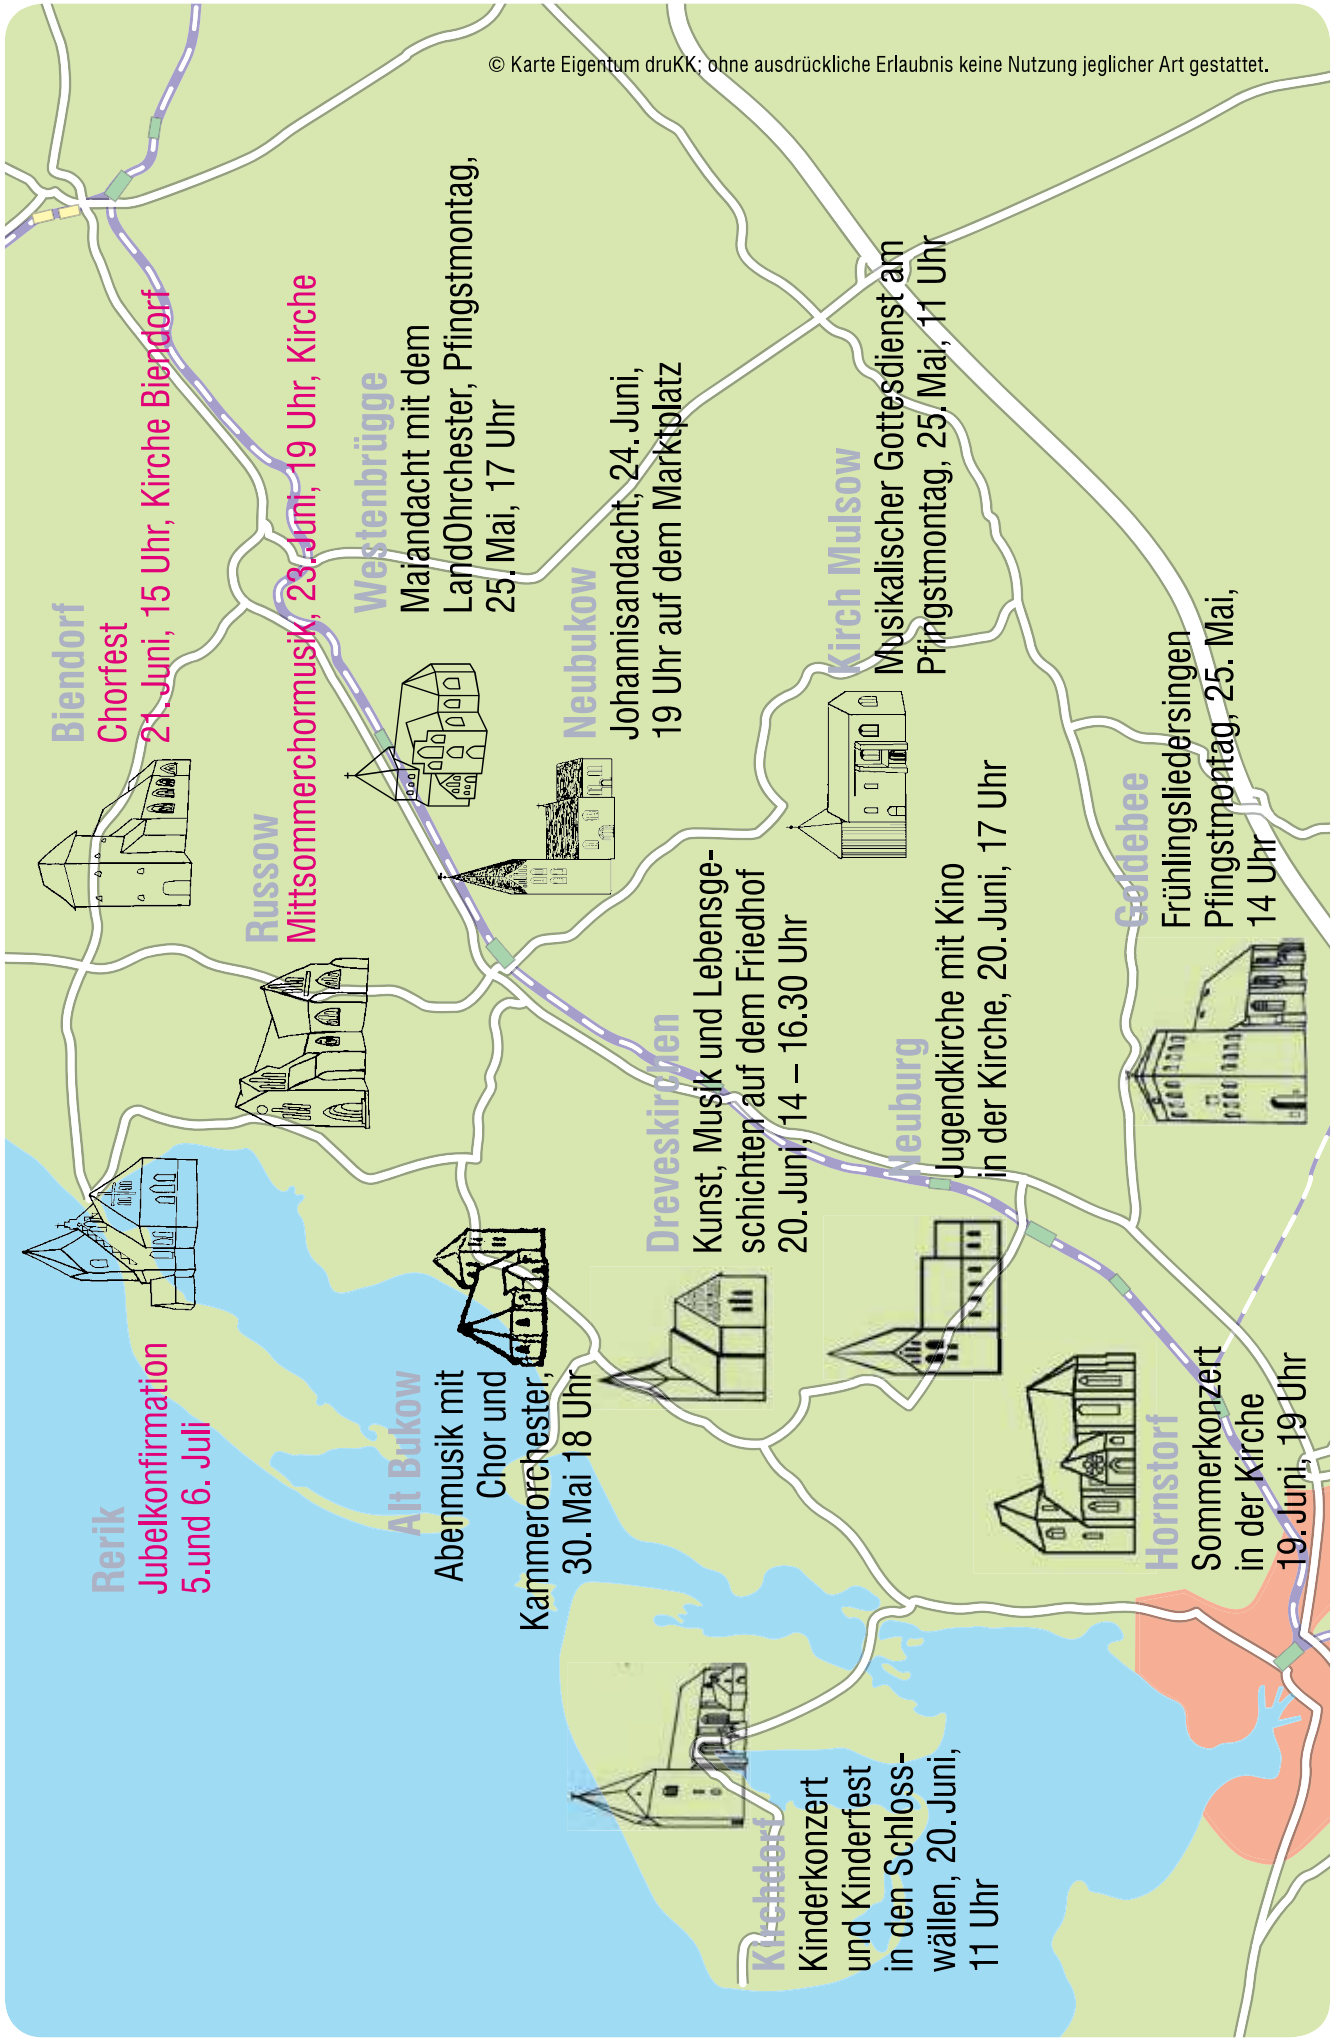 © Karte Eigentum druKK; ohne ausdrückliche Erlaubnis keine Nutzung jeglicher Art gestattet.
Rerik
Jubelkonfirmation
5.und 6. Juli
Biendorf
Chorfest
21. Juni, 15 Uhr, Kirche Biendorf
Russow
Mittsommerchormusik, 23. Juni, 19 Uhr, Kirche
Westenbrügge
Maiandacht mit dem
LandOhrchester, Pfingstmontag,
25. Mai, 17 Uhr
Alt Bukow
Abenmusik mit
Chor und
Kammerorchester,
30. Mai 18 Uhr
Neubukow
Johannisandacht, 24. Juni,
19 Uhr auf dem Marktplatz
Dreveskirchen
Kunst, Musik und Lebensge-
schichten auf dem Friedhof
20. Juni, 14 – 16.30 Uhr
Kirch Mulsow
Musikalischer Gottesdienst am
Pfingstmontag, 25. Mai, 11 Uhr
Kirchdorf
Kinderkonzert
und Kinderfest
in den Schloss-
wällen, 20. Juni,
11 Uhr
Neuburg
Jugendkirche mit Kino
in der Kirche, 20. Juni, 17 Uhr
Goldebee
Frühlingsliedersingen
Pfingstmontag, 25. Mai,
14 Uhr
Hornstorf
Sommerkonzert
in der Kirche
19. Juni, 19 Uhr